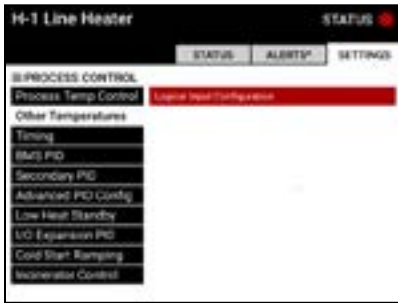 H-1 Line Heater
STATUS
STATUS
ALERTS*
SETTINGS
PROCESS CONTROL
Process Temp Control
Logical Input Configuration
Other Temperatures
Timing
BMS PID
Secondary PID
Advanced PID Config
Low Heat Standby
I/O Expansion PID
Cold Start Ramping
Incinerator Control